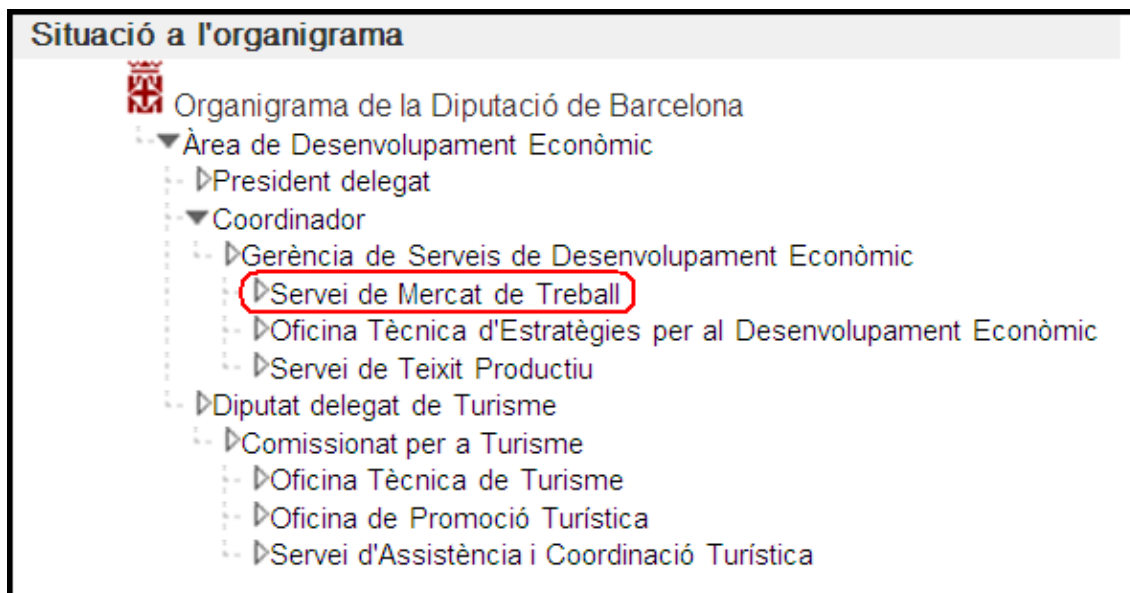 Situació a l'organigrama
Organigrama de la Diputació de Barcelona
Àrea de Desenvolupament Econòmic
President delegat
Coordinador
Gerència de Serveis de Desenvolupament Econòmic
Servei de Mercat de Treball
Oficina Tècnica d'Estratègies per al Desenvolupament Econòmic
Servei de Teixit Productiu
Diputat delegat de Turisme
Comissionat per a Turisme
Oficina Tècnica de Turisme
Oficina de Promoció Turística
Servei d'Assistència i Coordinació Turística